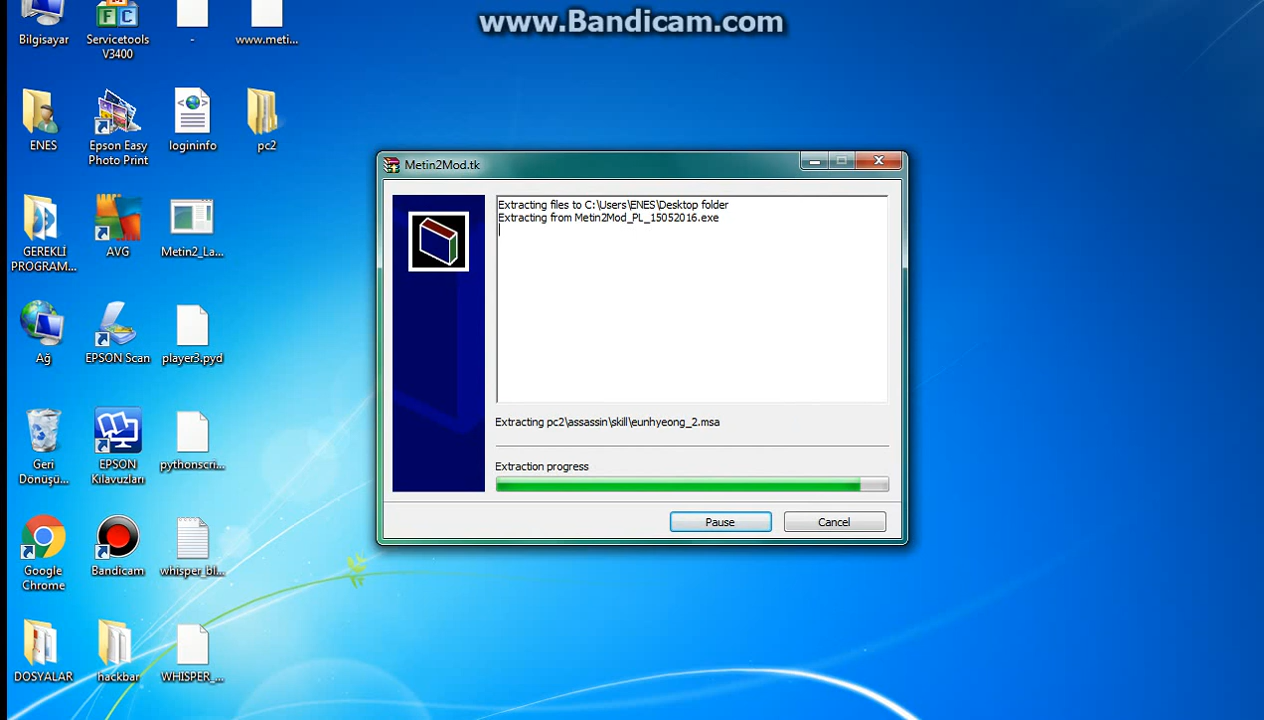 www.Bandicam.com
Bilgisayar
Servicetools
V3400
-
www.meti...
ENES
Epson Easy
Photo Print
logininfo
pc2
GEREKLİ
PROGRAM...
AVG
Metin2_La...
Ağ
EPSON Scan
player3.pyd
Geri
Dönüşü...
EPSON
Kılavuzları
pythonscri...
Google
Chrome
Bandicam
whisper_bl...
DOSYALAR
hackbar
WHISPER_...
Metin2Mod.tk
Extracting files to C:\Users\ENES\Desktop folder
Extracting from Metin2Mod_PL_15052016.exe
Extracting pc2\assassin\skill\eunhyeong_2.msa
Extraction progress
Pause
Cancel